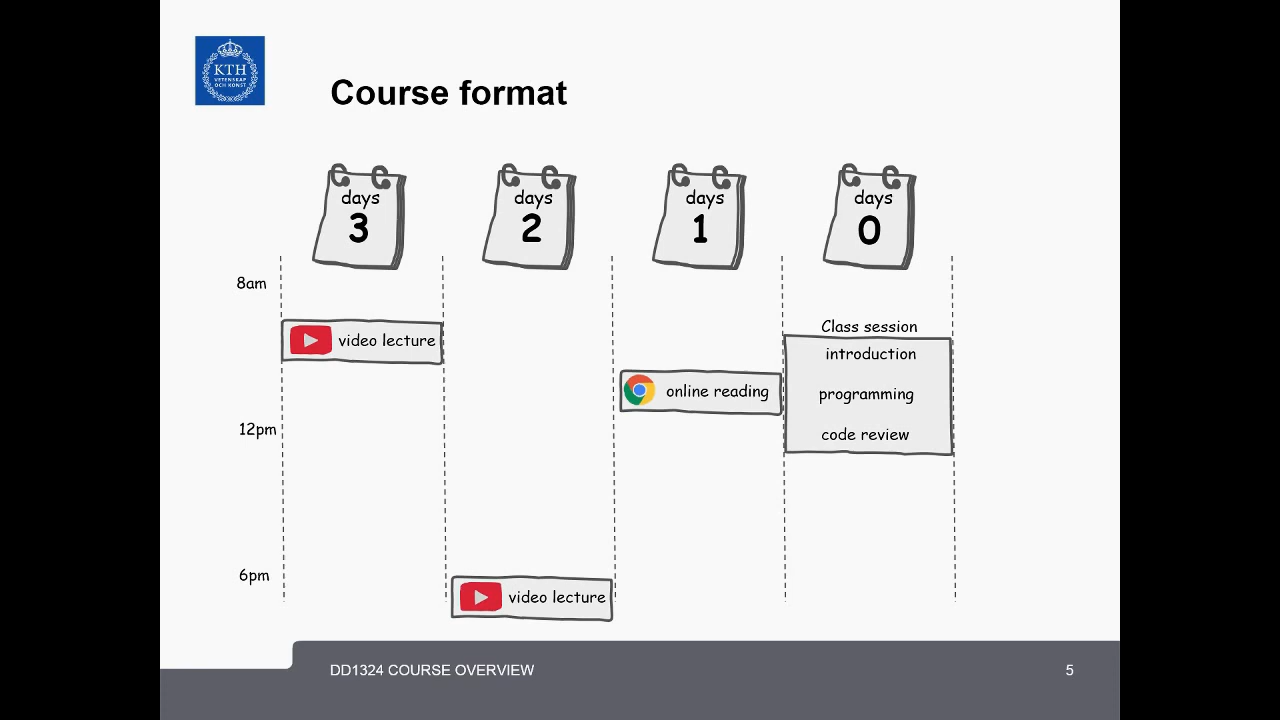 KTH
VETENSKAP
OCH KONST
Course format
days
3
days
2
days
1
days
0
8am
Class session
video lecture
introduction
online reading
programming
12pm
code review
6pm
video lecture
DD1324 COURSE OVERVIEW
5